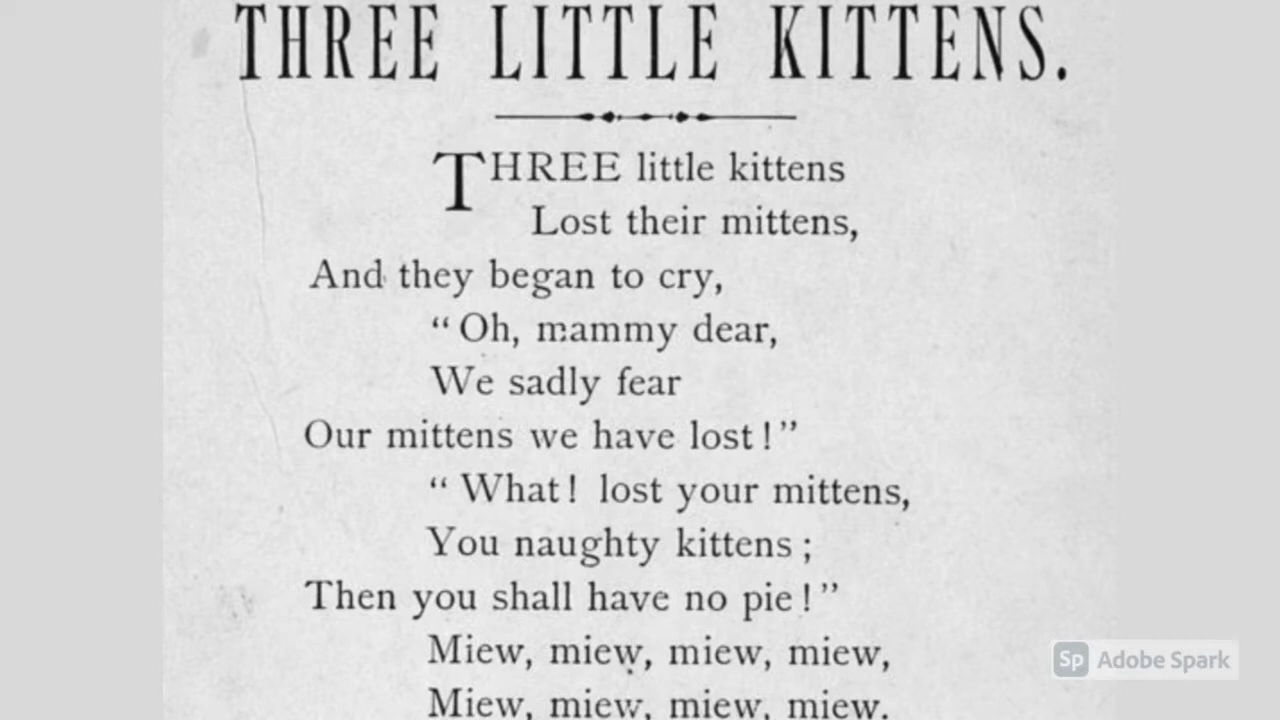 THREE LITTLE KITTENS.
THREE little kittens
Lost their mittens,
And they began to cry,
“Oh, mammy dear,
We sadly fear
Our mittens we have lost!”
“What! lost your mittens,
You naughty kittens;
Then you shall have no pie!”
Miew, miew, miew, miew,
Miew, miew, miew, miew.
Sp Adobe Spark